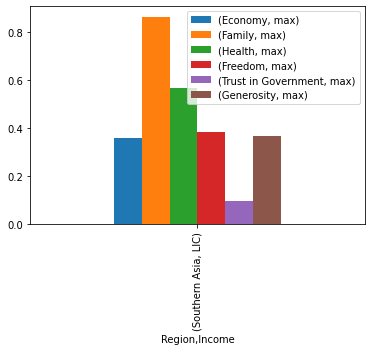 (Economy, max)
(Family, max)
(Health, max)
(Freedom, max)
(Trust in Government, max)
(Generosity, max)
0.8
0.6
0.4
0.2
0.0
(Southern Asia, LIC)
Region,Income